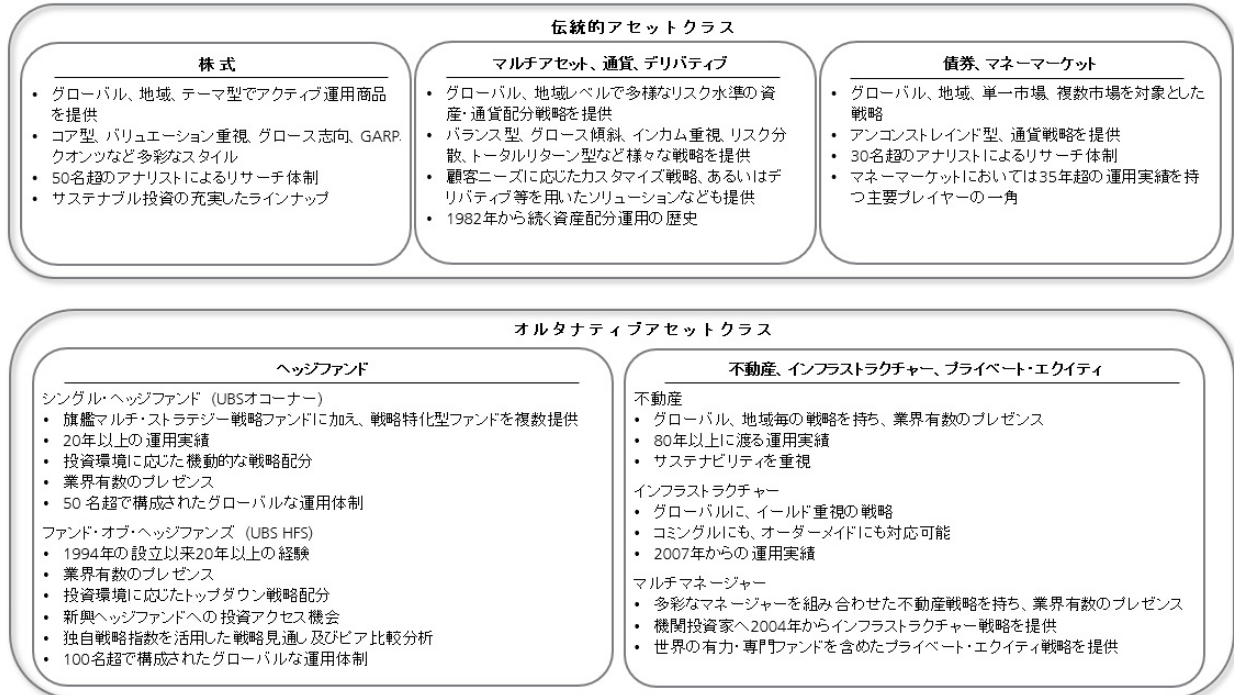 伝統的アセットクラス
株式
• グローバル、地域、テーマ型でアクティブ運用商品
を提供
• コア型、バリュエーション重視、グロース志向、GARP、
クオンツなど多彩なスタイル
• 50名超のアナリストによるリサーチ体制
• サステナブル投資の充実したラインナップ
マルチアセット、通貨、デリバティブ
• グローバル、地域レベルで多様なリスク水準の資
産・通貨配分戦略を提供
• バランス型、グロース傾斜、インカム重視、リスク分
散、トータルリターン型など様々な戦略を提供
• 顧客ニーズに応じたカスタマイズ戦略、あるいはデ
リバティブ等を用いたソリューションなども提供
• 1982年から続く資産配分運用の歴史
債券、マネーマーケット
• グローバル、地域、単一市場、複数市場を対象とした
戦略
• アンコンストレインド型、通貨戦略を提供
• 30名超のアナリストによるリサーチ体制
• マネーマーケットにおいては35年超の運用実績を持
つ主要プレイヤーの一角
オルタナティブアセットクラス
ヘッジファンド
シングル・ヘッジファンド (UBSオコーナー)
• 旗艦マルチ・ストラテジー戦略ファンドに加え、戦略特化型ファンドを複数提供
• 20年以上の運用実績
• 投資環境に応じた機動的な戦略配分
• 業界有数のプレゼンス
• 50 名超で構成されたグローバルな運用体制
ファンド・オブ・ヘッジファンズ (UBS HFS)
• 1994年の設立以来20年以上の経験
• 業界有数のプレゼンス
• 投資環境に応じたトップダウン戦略配分
• 新興ヘッジファンドへの投資アクセス機会
• 独自戦略指数を活用した戦略見通し及びピア比較分析
• 100名超で構成されたグローバルな運用体制
不動産、インフラストラクチャー、プライベート・エクイティ
不動産
• グローバル、地域毎の戦略を持ち、業界有数のプレゼンス
• 80年以上に渡る運用実績
• サステナビリティを重視
インフラストラクチャー
• グローバルに、イールド重視の戦略
• コミングルにも、オーダーメイドにも対応可能
• 2007年からの運用実績
マルチマネージャー
• 多彩なマネージャーを組み合わせた不動産戦略を持ち、業界有数のプレゼンス
• 機関投資家へ2004年からインフラストラクチャー戦略を提供
• 世界の有力・専門ファンドを含めたプライベート・エクイティ戦略を提供